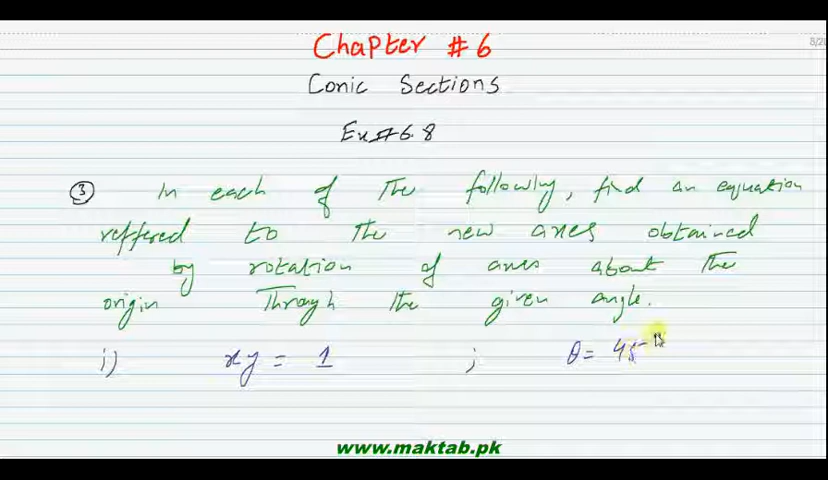 Chapter # 6
Conic Sections
Ex # 6.8
③ In each of the following, find an equation
reffered to the new axes obtained
by rotation of axes about the
origin Through the given angle.
i) xy = 1 ; θ = 45
www.maktab.pk